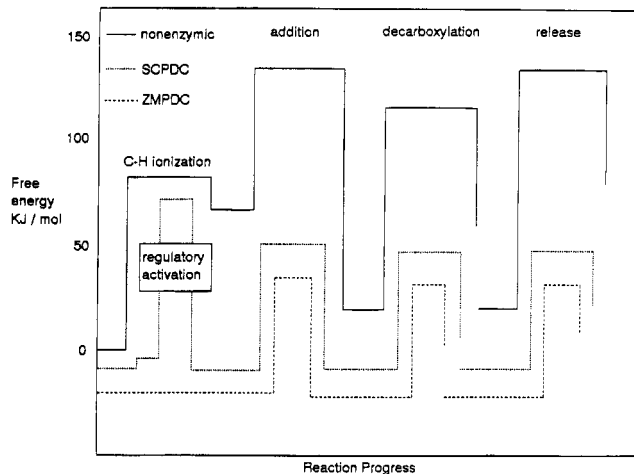 150
nonenzymic
addition
decarboxylation
release
SCPDC
ZMPDC
100
C-H ionization
Free
energy
KJ / mol
50
regulatory
activation
0
Reaction Progress